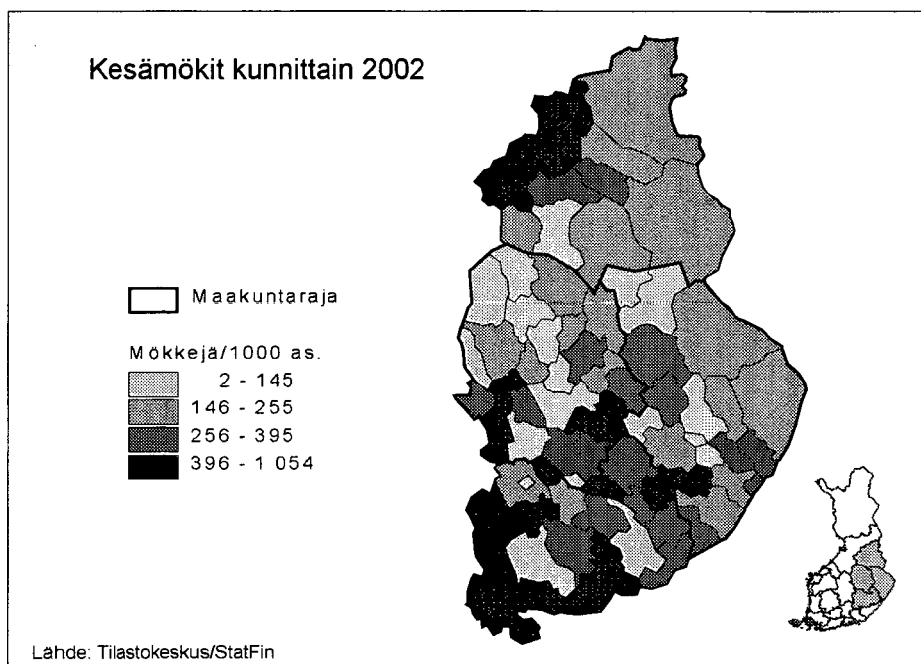 Kesämökit kunnittain 2002
Maakuntaraja
Mökkejä/1000 as.
2 - 145
146 - 255
256 - 395
396 - 1 054
Lähde: Tilastokeskus/StatFin